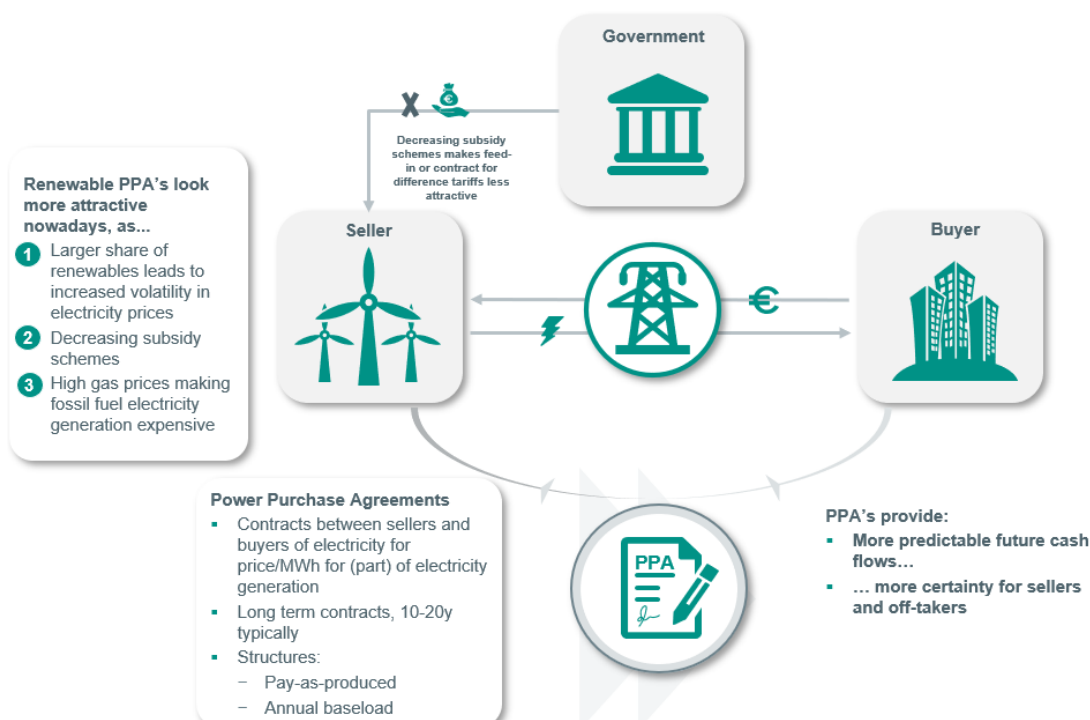 Government
Decreasing subsidy
schemes makes feed-
in or contract for
difference tariffs less
attractive
Renewable PPA's look
more attractive
nowadays, as...
1 Larger share of
renewables leads to
increased volatility in
electricity prices
2 Decreasing subsidy
schemes
3 High gas prices making
fossil fuel electricity
generation expensive
Seller
Buyer
€
€
Power Purchase Agreements
▪ Contracts between sellers and
buyers of electricity for
price/MWh for (part) of electricity
generation
▪ Long term contracts, 10-20y
typically
▪ Structures:
− Pay-as-produced
− Annual baseload
PPA
PPA's provide:
▪ More predictable future cash
flows…
▪ … more certainty for sellers
and off-takers